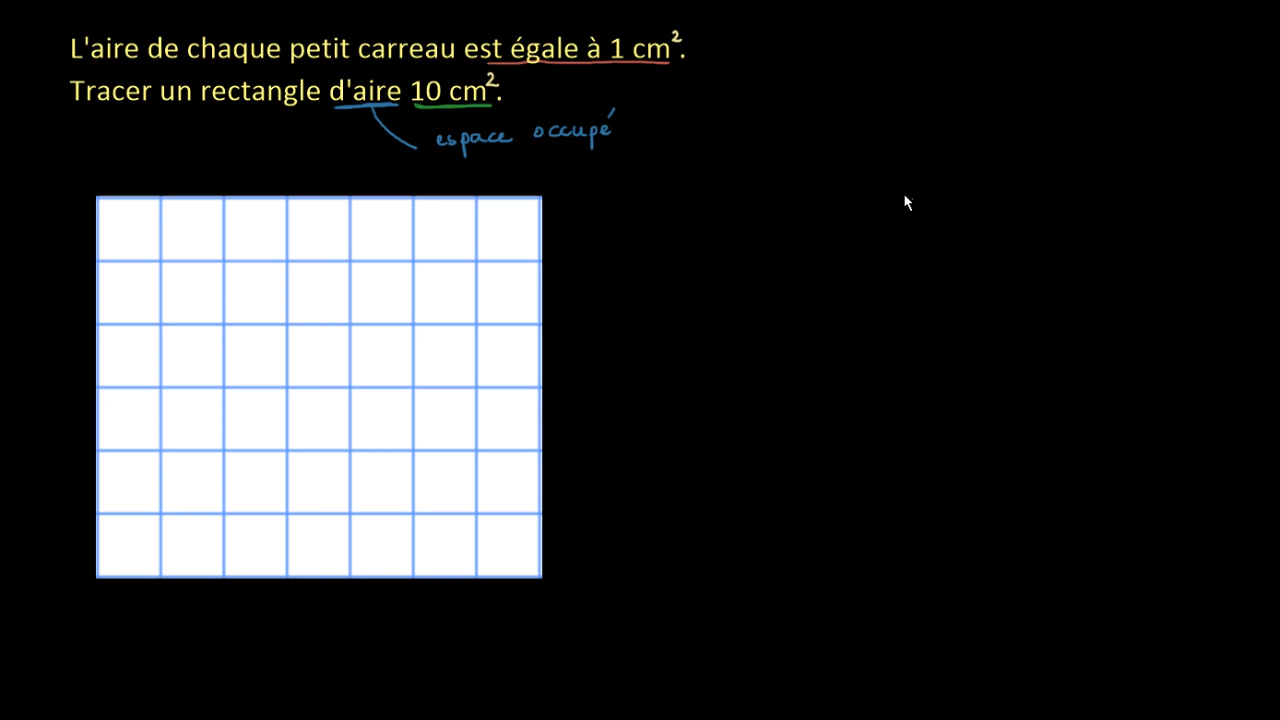 L'aire de chaque petit carreau est égale à 1 cm².
Tracer un rectangle d'aire 10 cm².
espace occupé